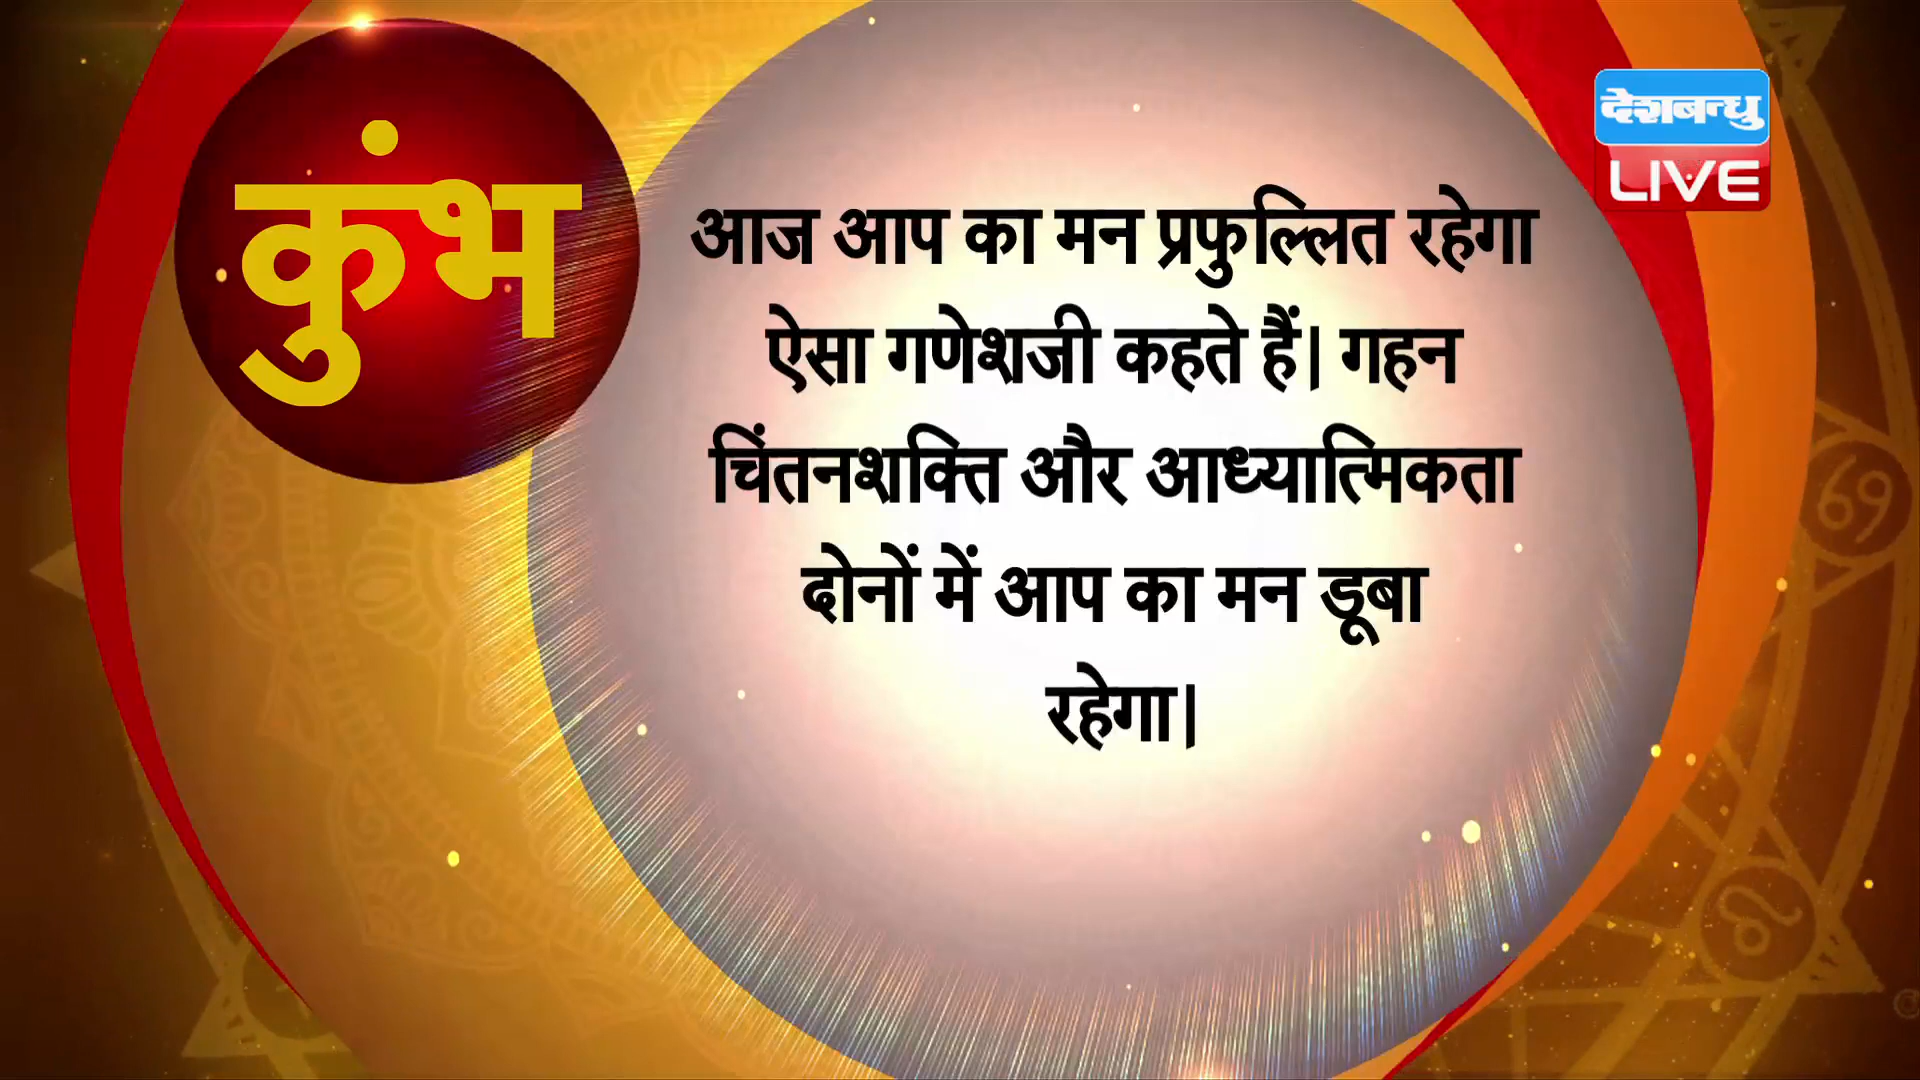 कुंभ
देशबन्धु
LIVE
आज आप का मन प्रफुल्लित रहेगा
ऐसा गणेशजी कहते हैं। गहन
चिंतनशक्ति और आध्यात्मिकता
दोनों में आप का मन डूबा
रहेगा।